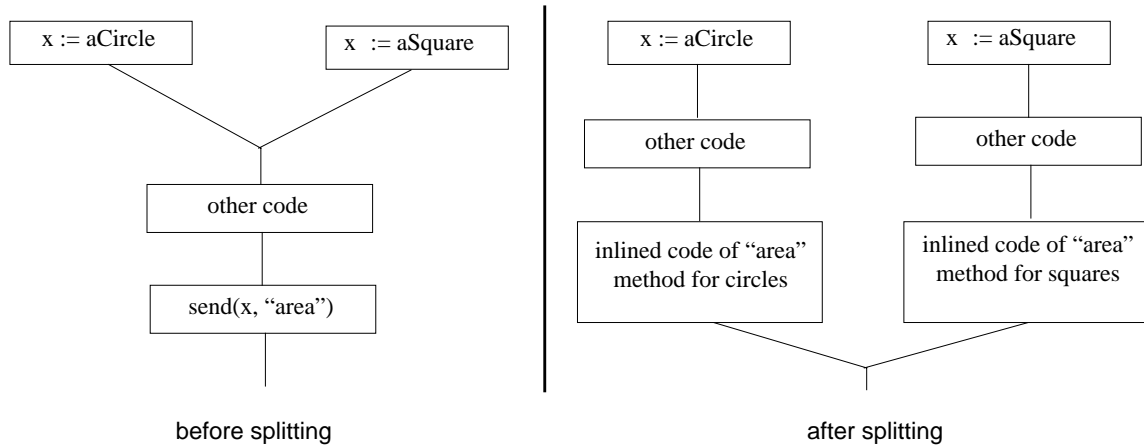 x := aCircle
x := aSquare
other code
send(x, “area”)
before splitting
x := aCircle
x := aSquare
other code
other code
inlined code of “area”
method for circles
inlined code of “area”
method for squares
after splitting